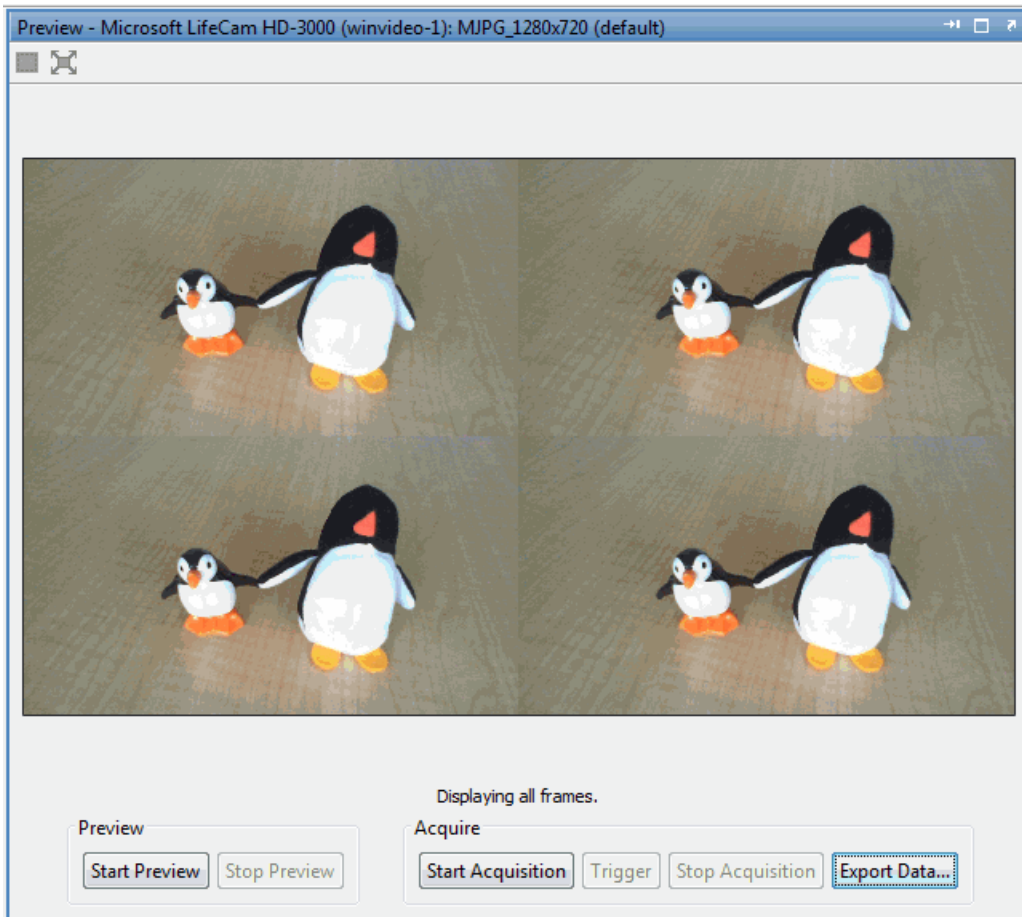 Preview - Microsoft LifeCam HD-3000 (winvideo-1): MJPG_1280x720 (default)
Displaying all frames.
Preview
Acquire
Start Preview
Stop Preview
Start Acquisition
Trigger
Stop Acquisition
Export Data...